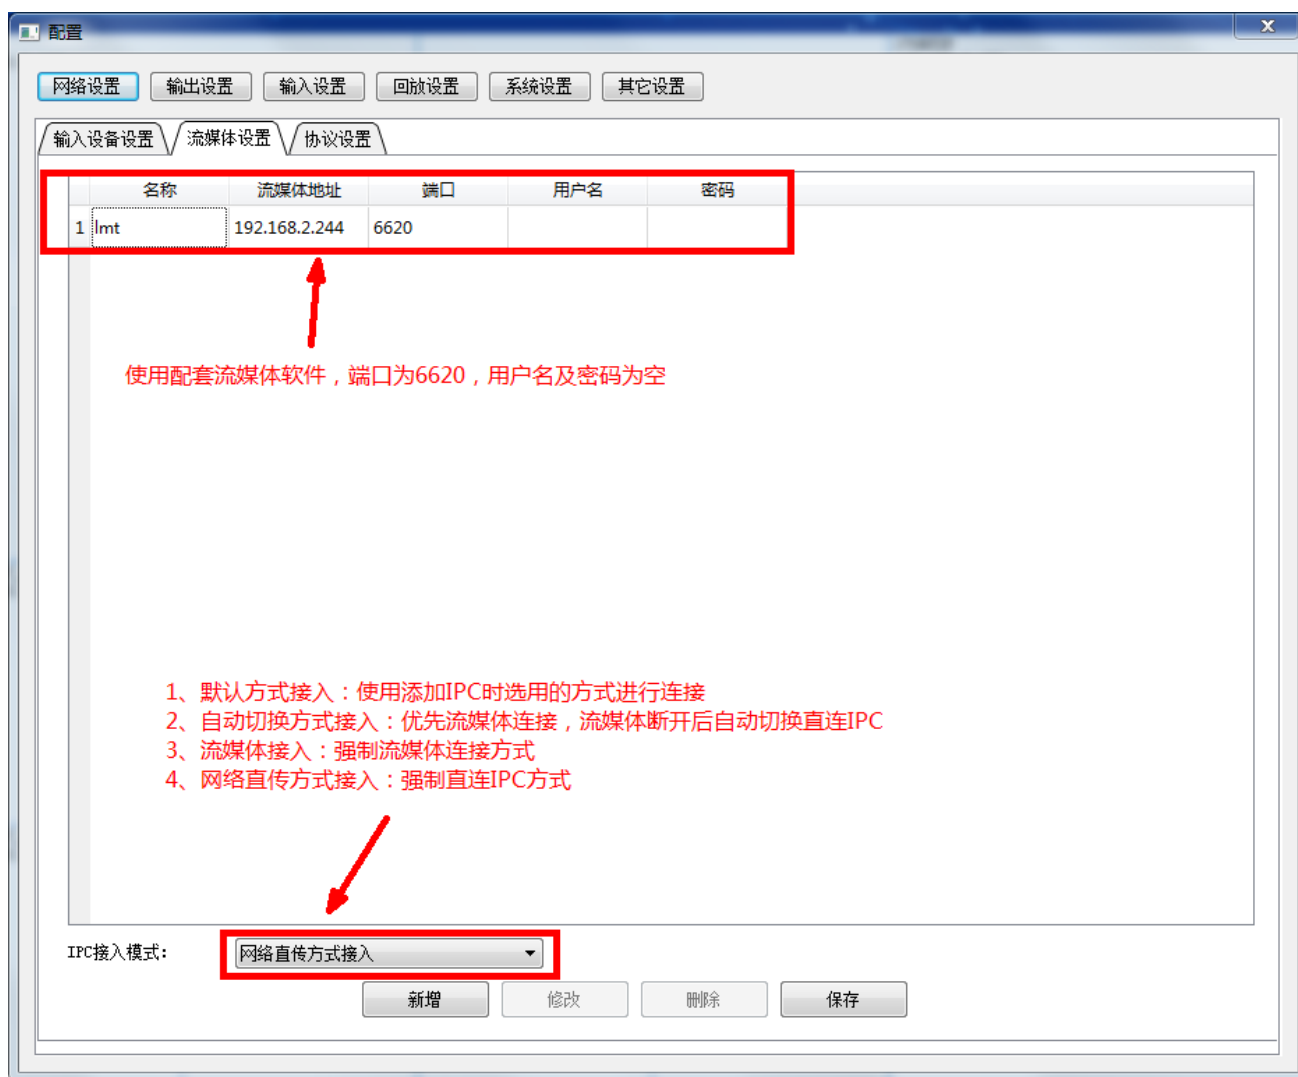 配置
网络设置 输出设置 输入设置 回放设置 系统设置 其它设置
输入设备设置 流媒体设置 协议设置
名称 流媒体地址 端口 用户名 密码
1 lmt 192.168.2.244 6620
使用配套流媒体软件，端口为6620，用户名及密码为空
1、默认方式接入：使用添加IPC时选用的方式进行连接
2、自动切换方式接入：优先流媒体连接，流媒体断开后自动切换直连IPC
3、流媒体接入：强制流媒体连接方式
4、网络直传方式接入：强制直连IPC方式
IPC接入模式： 网络直传方式接入
新增 修改 删除 保存